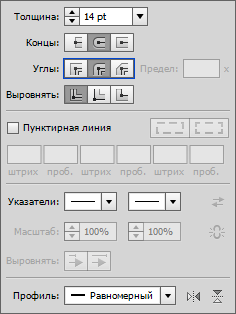 Толщина: 14 pt
Концы:
Углы: Предел: x
Выровнять:
Пунктирная линия
штрих проб. штрих проб. штрих проб.
Указатели:
Масштаб: 100% 100%
Выровнять:
Профиль: Равномерный